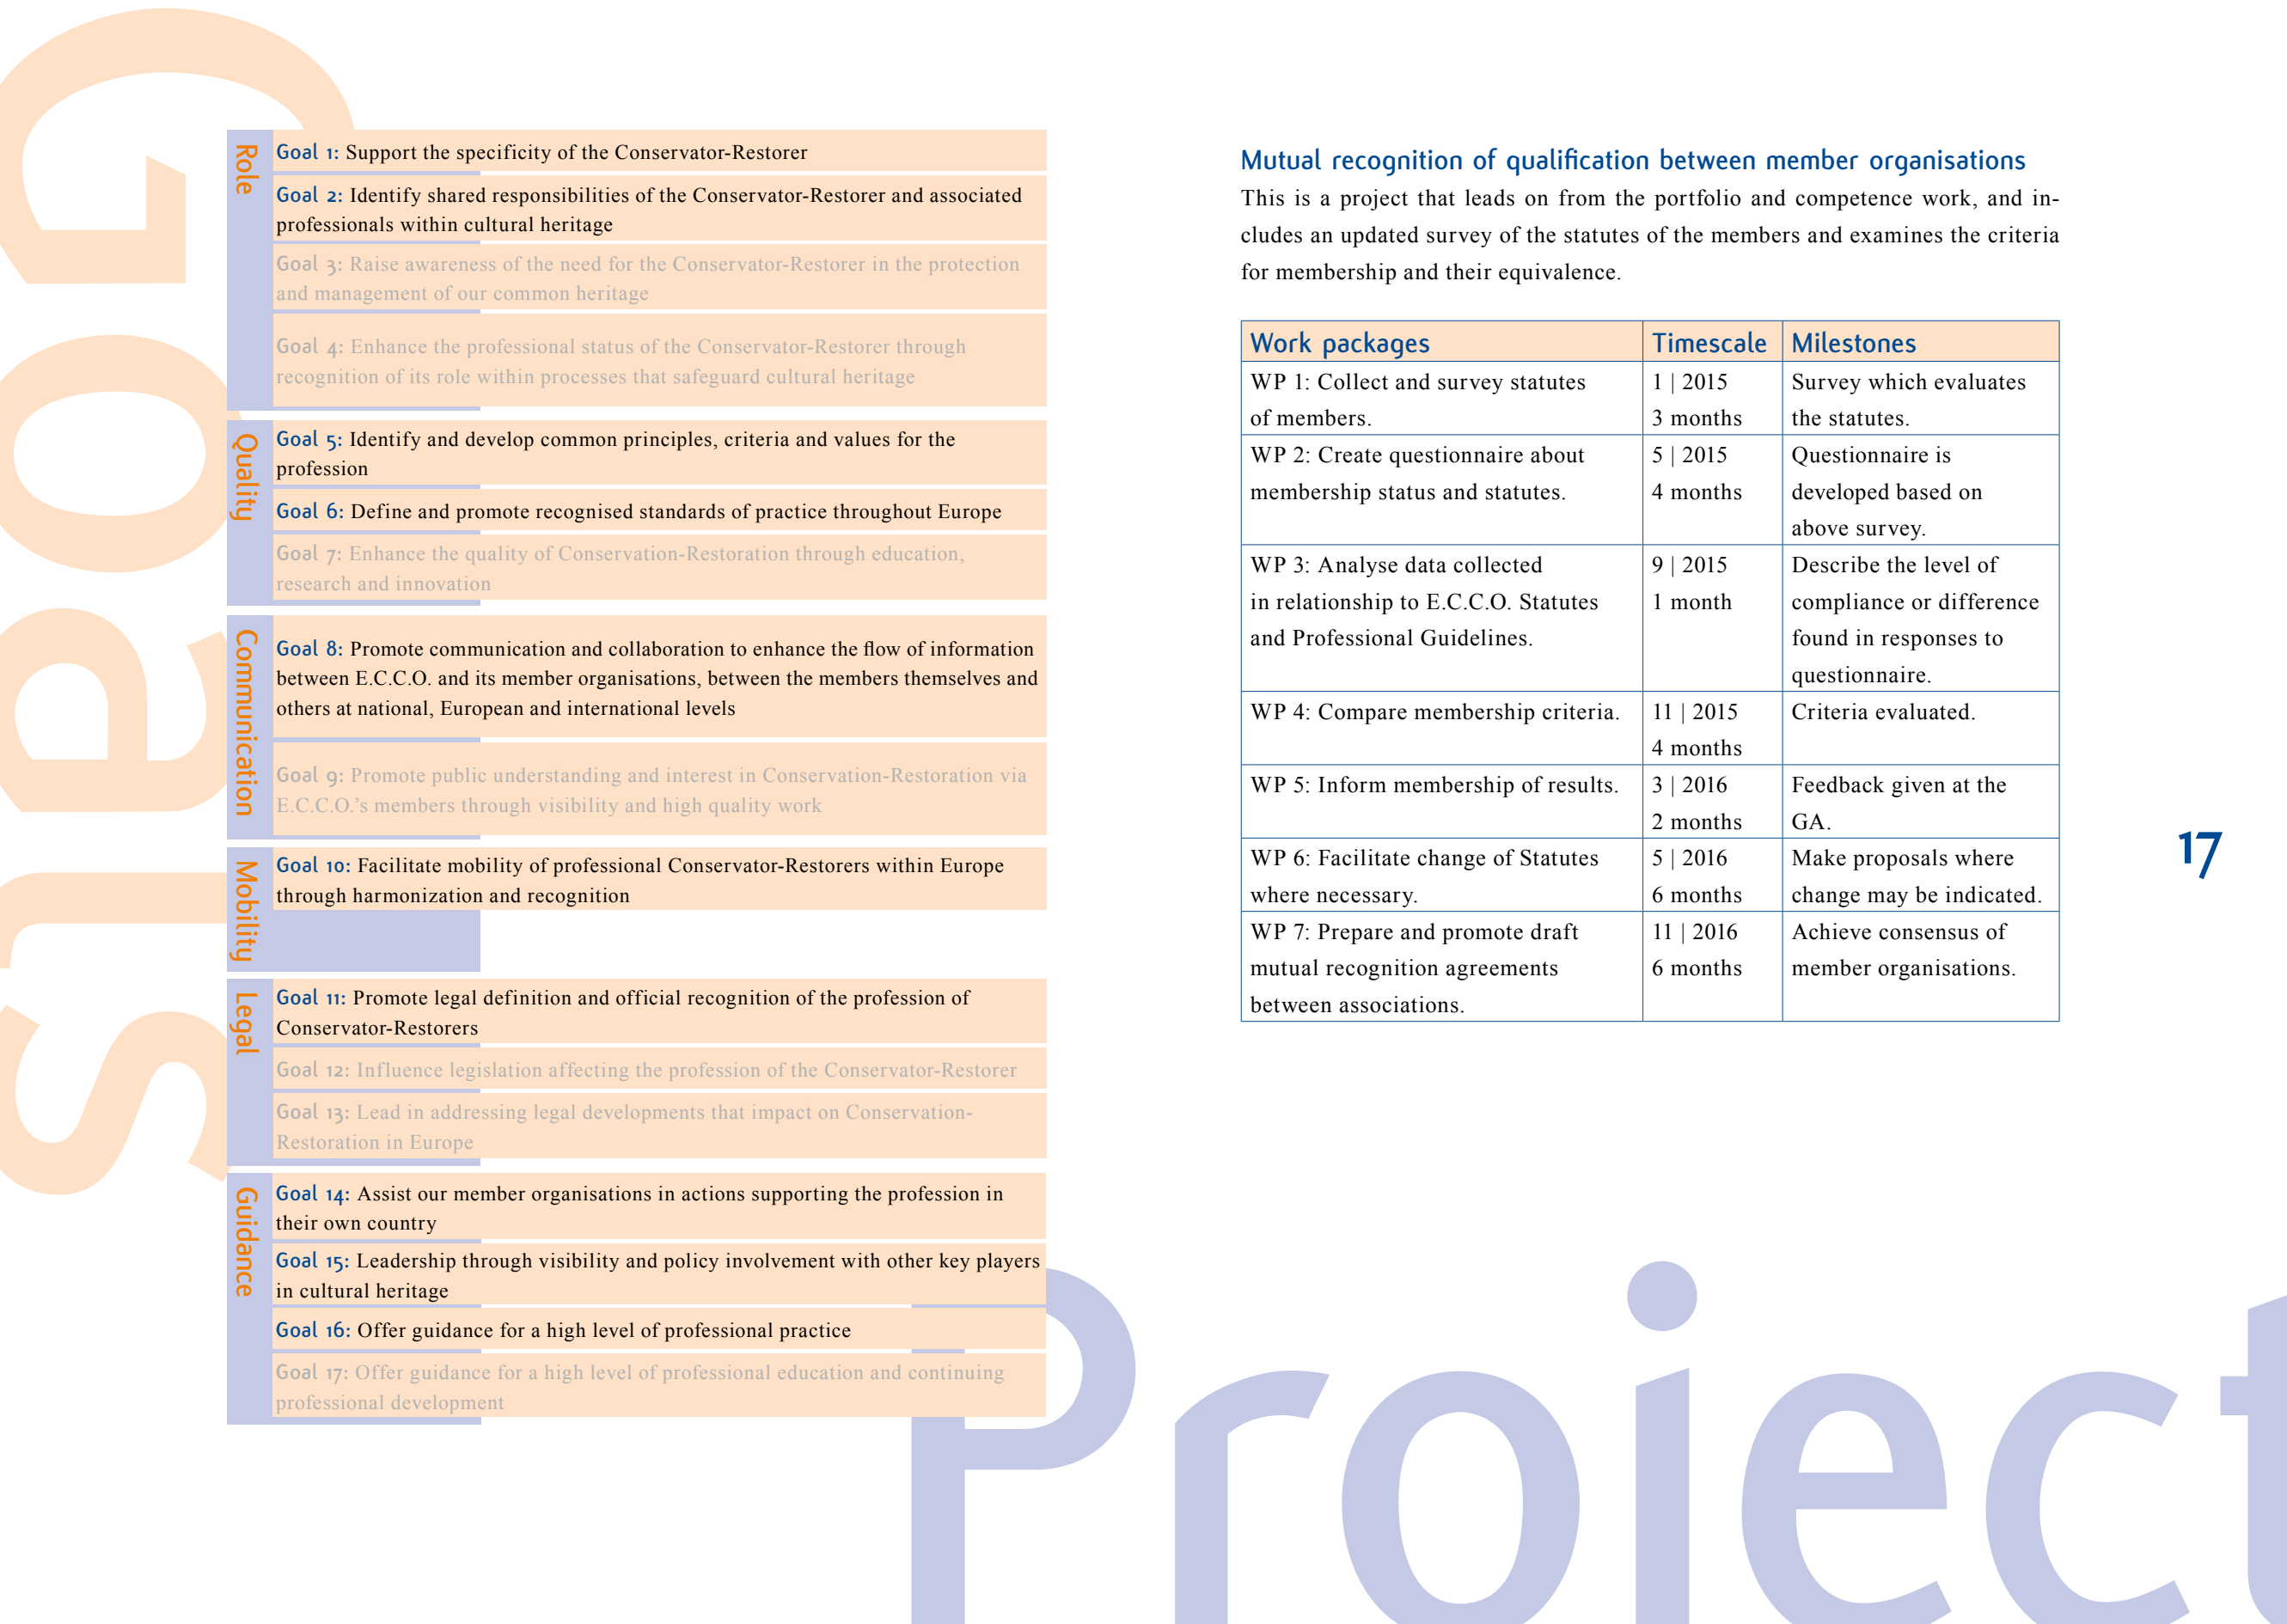 Goals
Role
Goal 1: Support the specificity of the Conservator-Restorer
Goal 2: Identify shared responsibilities of the Conservator-Restorer and associated
professionals within cultural heritage
Goal 3: Raise awareness of the need for the Conservator-Restorer in the protection
and management of our common heritage
Goal 4: Enhance the professional status of the Conservator-Restorer through
recognition of its role within processes that safeguard cultural heritage
Quality
Goal 5: Identify and develop common principles, criteria and values for the
profession
Goal 6: Define and promote recognised standards of practice throughout Europe
Goal 7: Enhance the quality of Conservation-Restoration through education,
research and innovation
Communication
Goal 8: Promote communication and collaboration to enhance the flow of information
between E.C.C.O. and its member organisations, between the members themselves and
others at national, European and international levels
Goal 9: Promote public understanding and interest in Conservation-Restoration via
E.C.C.O.'s members through visibility and high quality work
Mobility
Goal 10: Facilitate mobility of professional Conservator-Restorers within Europe
through harmonization and recognition
Legal
Goal 11: Promote legal definition and official recognition of the profession of
Conservator-Restorers
Goal 12: Influence legislation affecting the profession of the Conservator-Restorer
Goal 13: Lead in addressing legal developments that impact on Conservation-
Restoration in Europe
Guidance
Goal 14: Assist our member organisations in actions supporting the profession in
their own country
Goal 15: Leadership through visibility and policy involvement with other key players
in cultural heritage
Goal 16: Offer guidance for a high level of professional practice
Goal 17: Offer guidance for a high level of professional education and continuing
professional development
Mutual recognition of qualification between member organisations
This is a project that leads on from the portfolio and competence work, and in-
cludes an updated survey of the statutes of the members and examines the criteria
for membership and their equivalence.
Work packages Timescale Milestones
WP 1: Collect and survey statutes 1 | 2015 Survey which evaluates
of members. 3 months the statutes.
WP 2: Create questionnaire about 5 | 2015 Questionnaire is
membership status and statutes. 4 months developed based on
above survey.
WP 3: Analyse data collected 9 | 2015 Describe the level of
in relationship to E.C.C.O. Statutes 1 month compliance or difference
and Professional Guidelines. found in responses to
questionnaire.
WP 4: Compare membership criteria. 11 | 2015 Criteria evaluated.
4 months
WP 5: Inform membership of results. 3 | 2016 Feedback given at the
2 months GA.
WP 6: Facilitate change of Statutes 5 | 2016 Make proposals where
where necessary. 6 months change may be indicated.
WP 7: Prepare and promote draft 11 | 2016 Achieve consensus of
mutual recognition agreements 6 months member organisations.
between associations.
17
Project